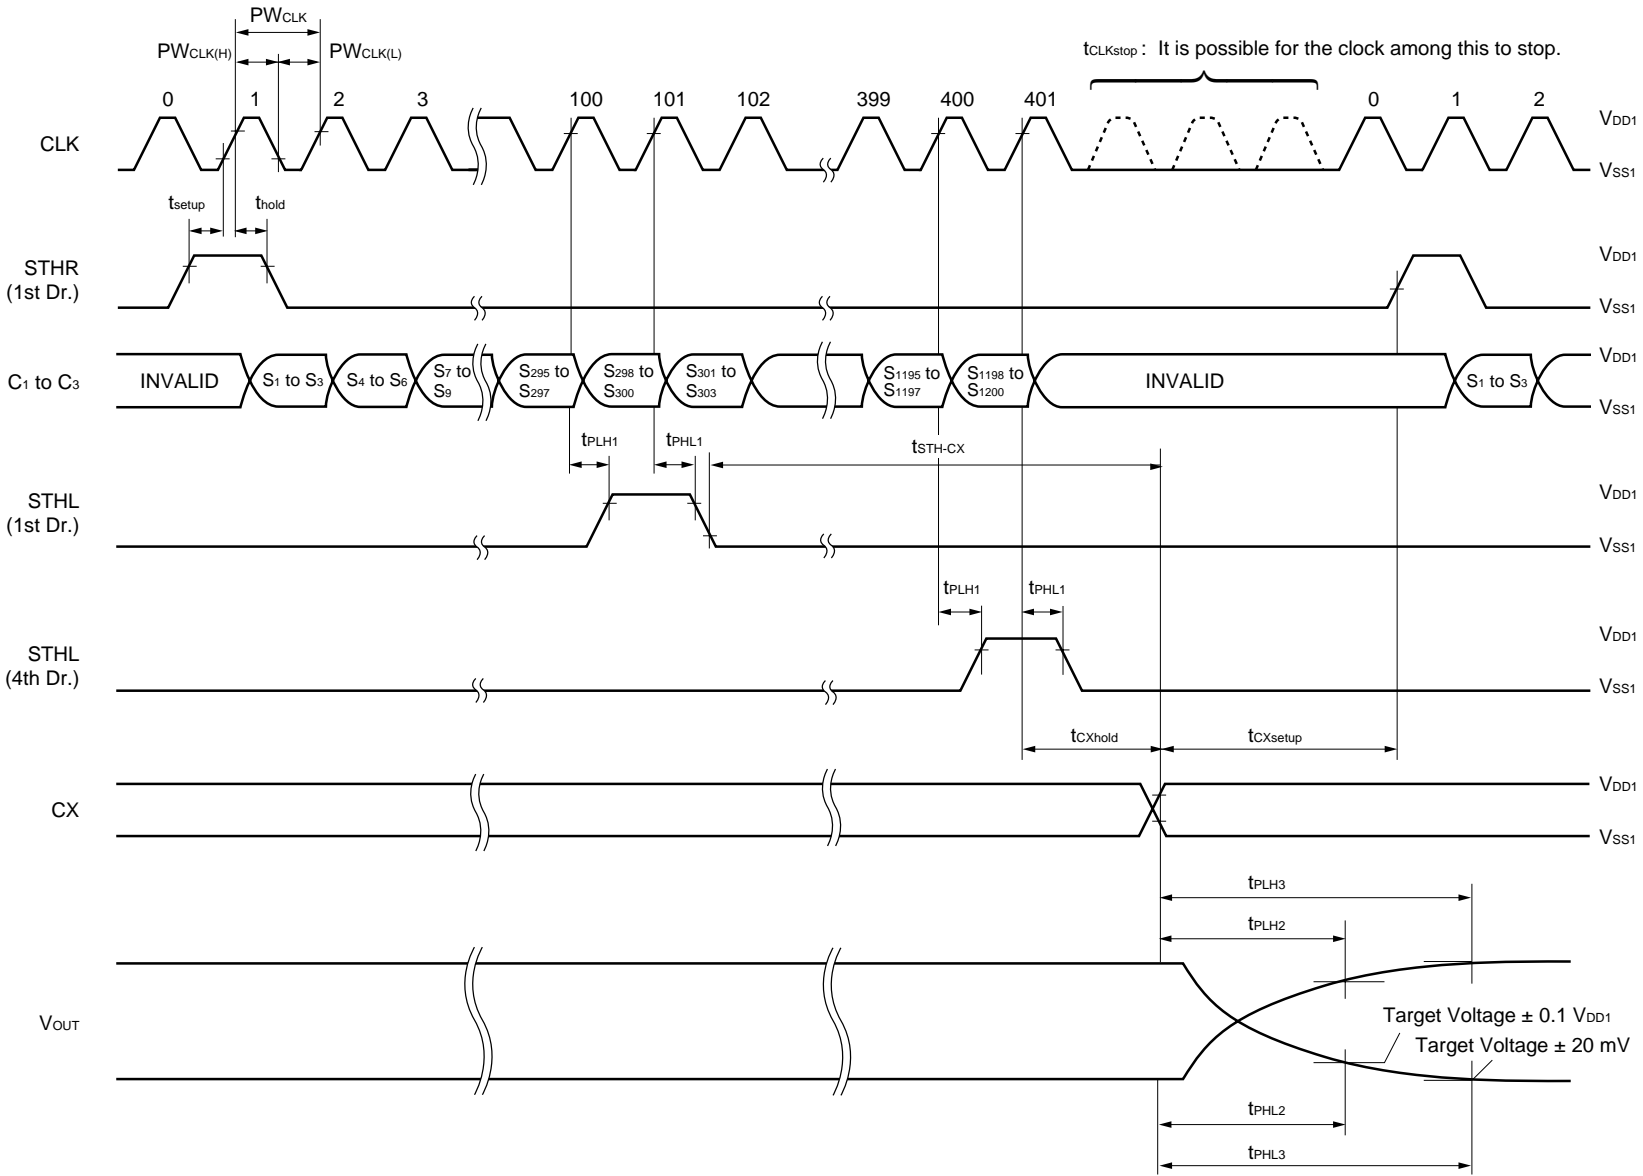 PWCLK
PWCLK(H)
PWCLK(L)
tCLKstop : It is possible for the clock among this to stop.
0 1 2 3 100 101 102 399 400 401 0 1 2
CLK
VDD1
VSS1
tsetup
thold
STHR
(1st Dr.)
VDD1
VSS1
C1 to C3
INVALID
S1 to S3
S4 to S6
S7 to
S9
S295 to
S297
S298 to
S300
S301 to
S303
S1195 to
S1197
S1198 to
S1200
INVALID
S1 to S3
VDD1
VSS1
tPLH1
tPHL1
tSTH-CX
STHL
(1st Dr.)
VDD1
VSS1
tPLH1
tPHL1
STHL
(4th Dr.)
VDD1
VSS1
tCXhold
tCXsetup
CX
VDD1
VSS1
tPLH3
tPLH2
VOUT
Target Voltage ± 0.1 VDD1
Target Voltage ± 20 mV
tPHL2
tPHL3